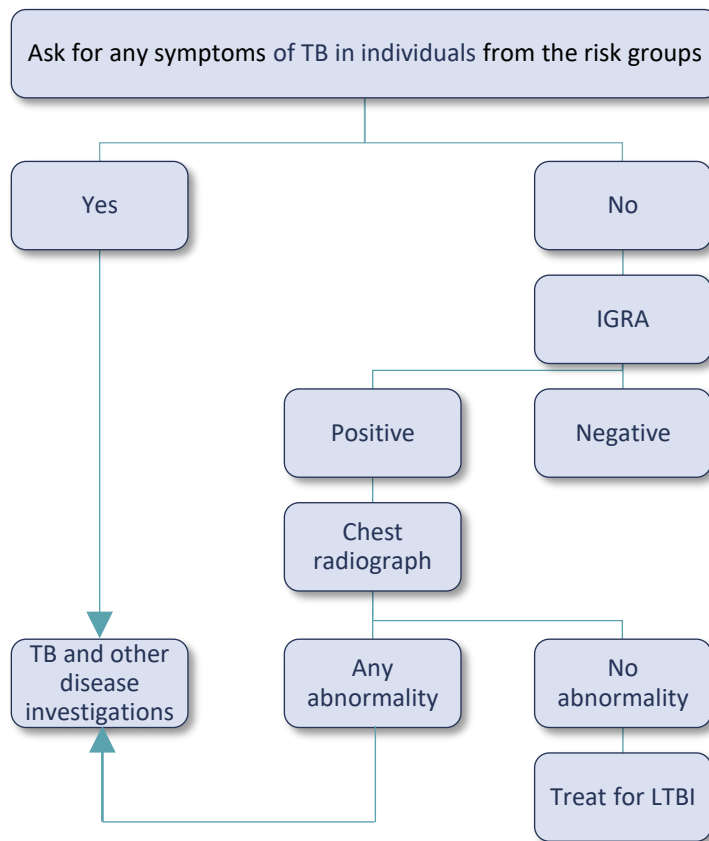 Ask for any symptoms of TB in individuals from the risk groups
Yes
No
IGRA
Positive
Negative
Chest
radiograph
TB and other
disease
investigations
Any
abnormality
No
abnormality
Treat for LTBI